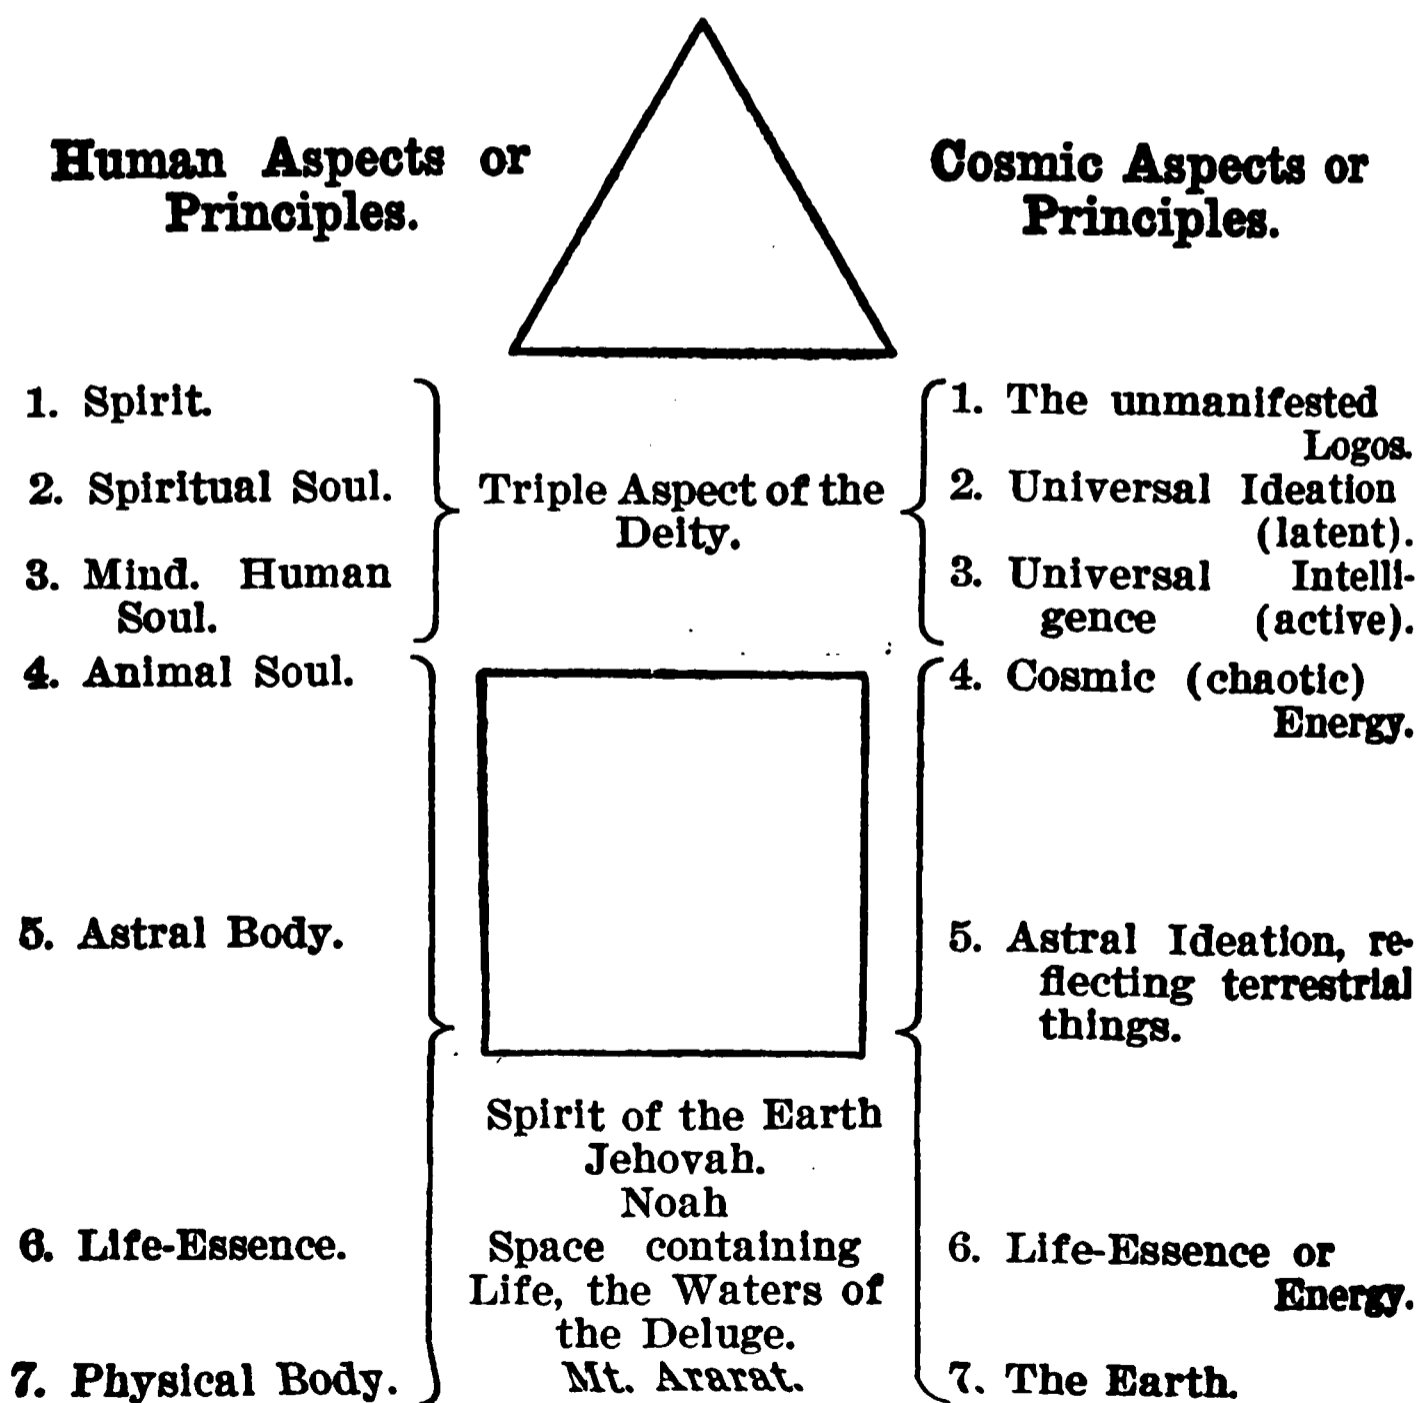 Human Aspects or
Principles.
Cosmic Aspects or
Principles.
1. Spirit.
2. Spiritual Soul.
3. Mind. Human
Soul.
Triple Aspect of the
Deity.
1. The unmanifested
Logos.
2. Universal Ideation
(latent).
3. Universal Intelli-
gence (active).
4. Animal Soul.
5. Astral Body.
6. Life-Essence.
7. Physical Body.
Spirit of the Earth
Jehovah.
Noah
Space containing
Life, the Waters of
the Deluge.
Mt. Ararat.
4. Cosmic (chaotic)
Energy.
5. Astral Ideation, re-
flecting terrestrial
things.
6. Life-Essence or
Energy.
7. The Earth.